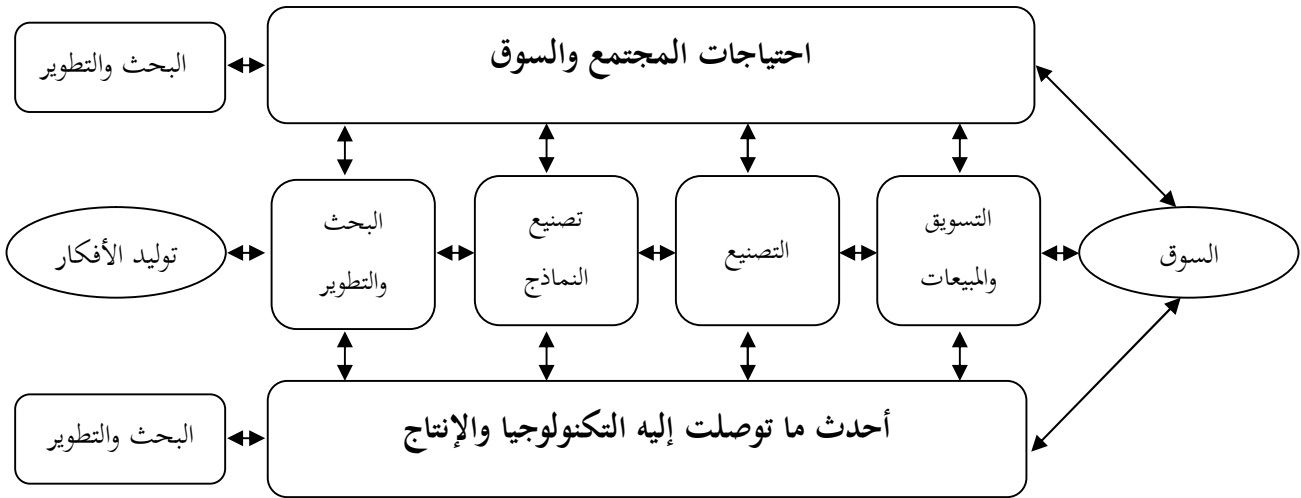 احتياجات المجتمع والسوق
البحث والتطوير
السوق
التسويق
والمبيعات
التصنيع
تصنيع
النماذج
البحث
والتطوير
توليد الأفكار
أحدث ما توصلت إليه التكنولوجيا والإنتاج
البحث والتطوير